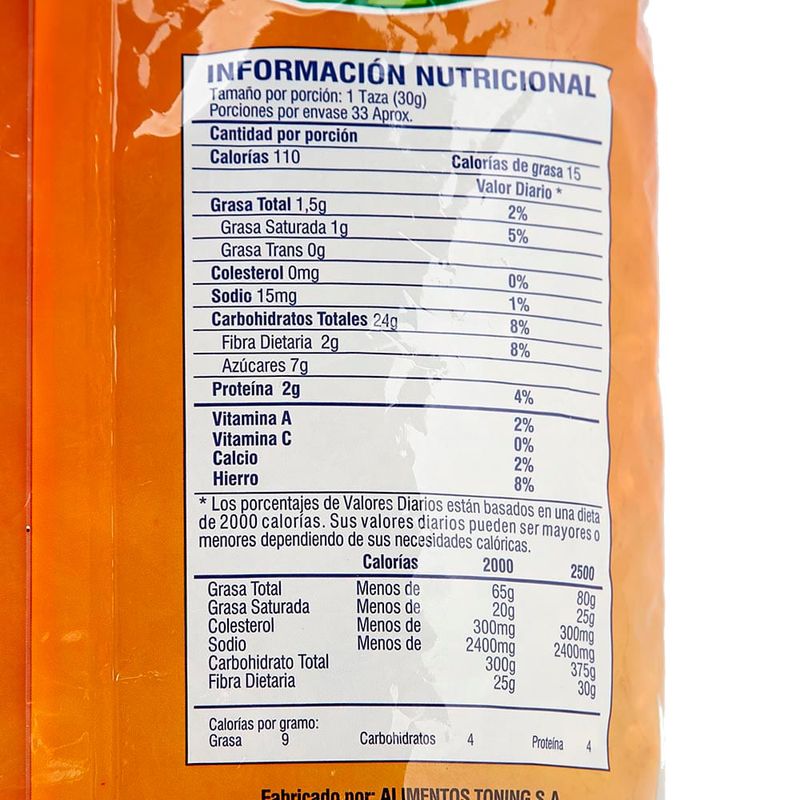 INFORMACIÓN NUTRICIONAL
Tamaño por porción: 1 Taza (30g)
Porciones por envase 33 Aprox.
Cantidad por porción
Calorías 110 Calorías de grasa 15
Valor Diario *
Grasa Total 1,5g 2%
Grasa Saturada 1g 5%
Grasa Trans 0g
Colesterol 0mg 0%
Sodio 15mg 1%
Carbohidratos Totales 24g 8%
Fibra Dietaria 2g 8%
Azúcares 7g
Proteína 2g 4%
Vitamina A 2%
Vitamina C 0%
Calcio 2%
Hierro 8%
* Los porcentajes de Valores Diarios están basados en una dieta
de 2000 calorías. Sus valores diarios pueden ser mayores o
menores dependiendo de sus necesidades calóricas.
Calorías 2000 2500
Grasa Total Menos de 65g 80g
Grasa Saturada Menos de 20g 25g
Colesterol Menos de 300mg 300mg
Sodio Menos de 2400mg 2400mg
Carbohidrato Total 300g 375g
Fibra Dietaria 25g 30g
Calorías por gramo:
Grasa 9 Carbohidratos 4 Proteína 4
Fabricado por: ALIMENTOS TONING S.A.